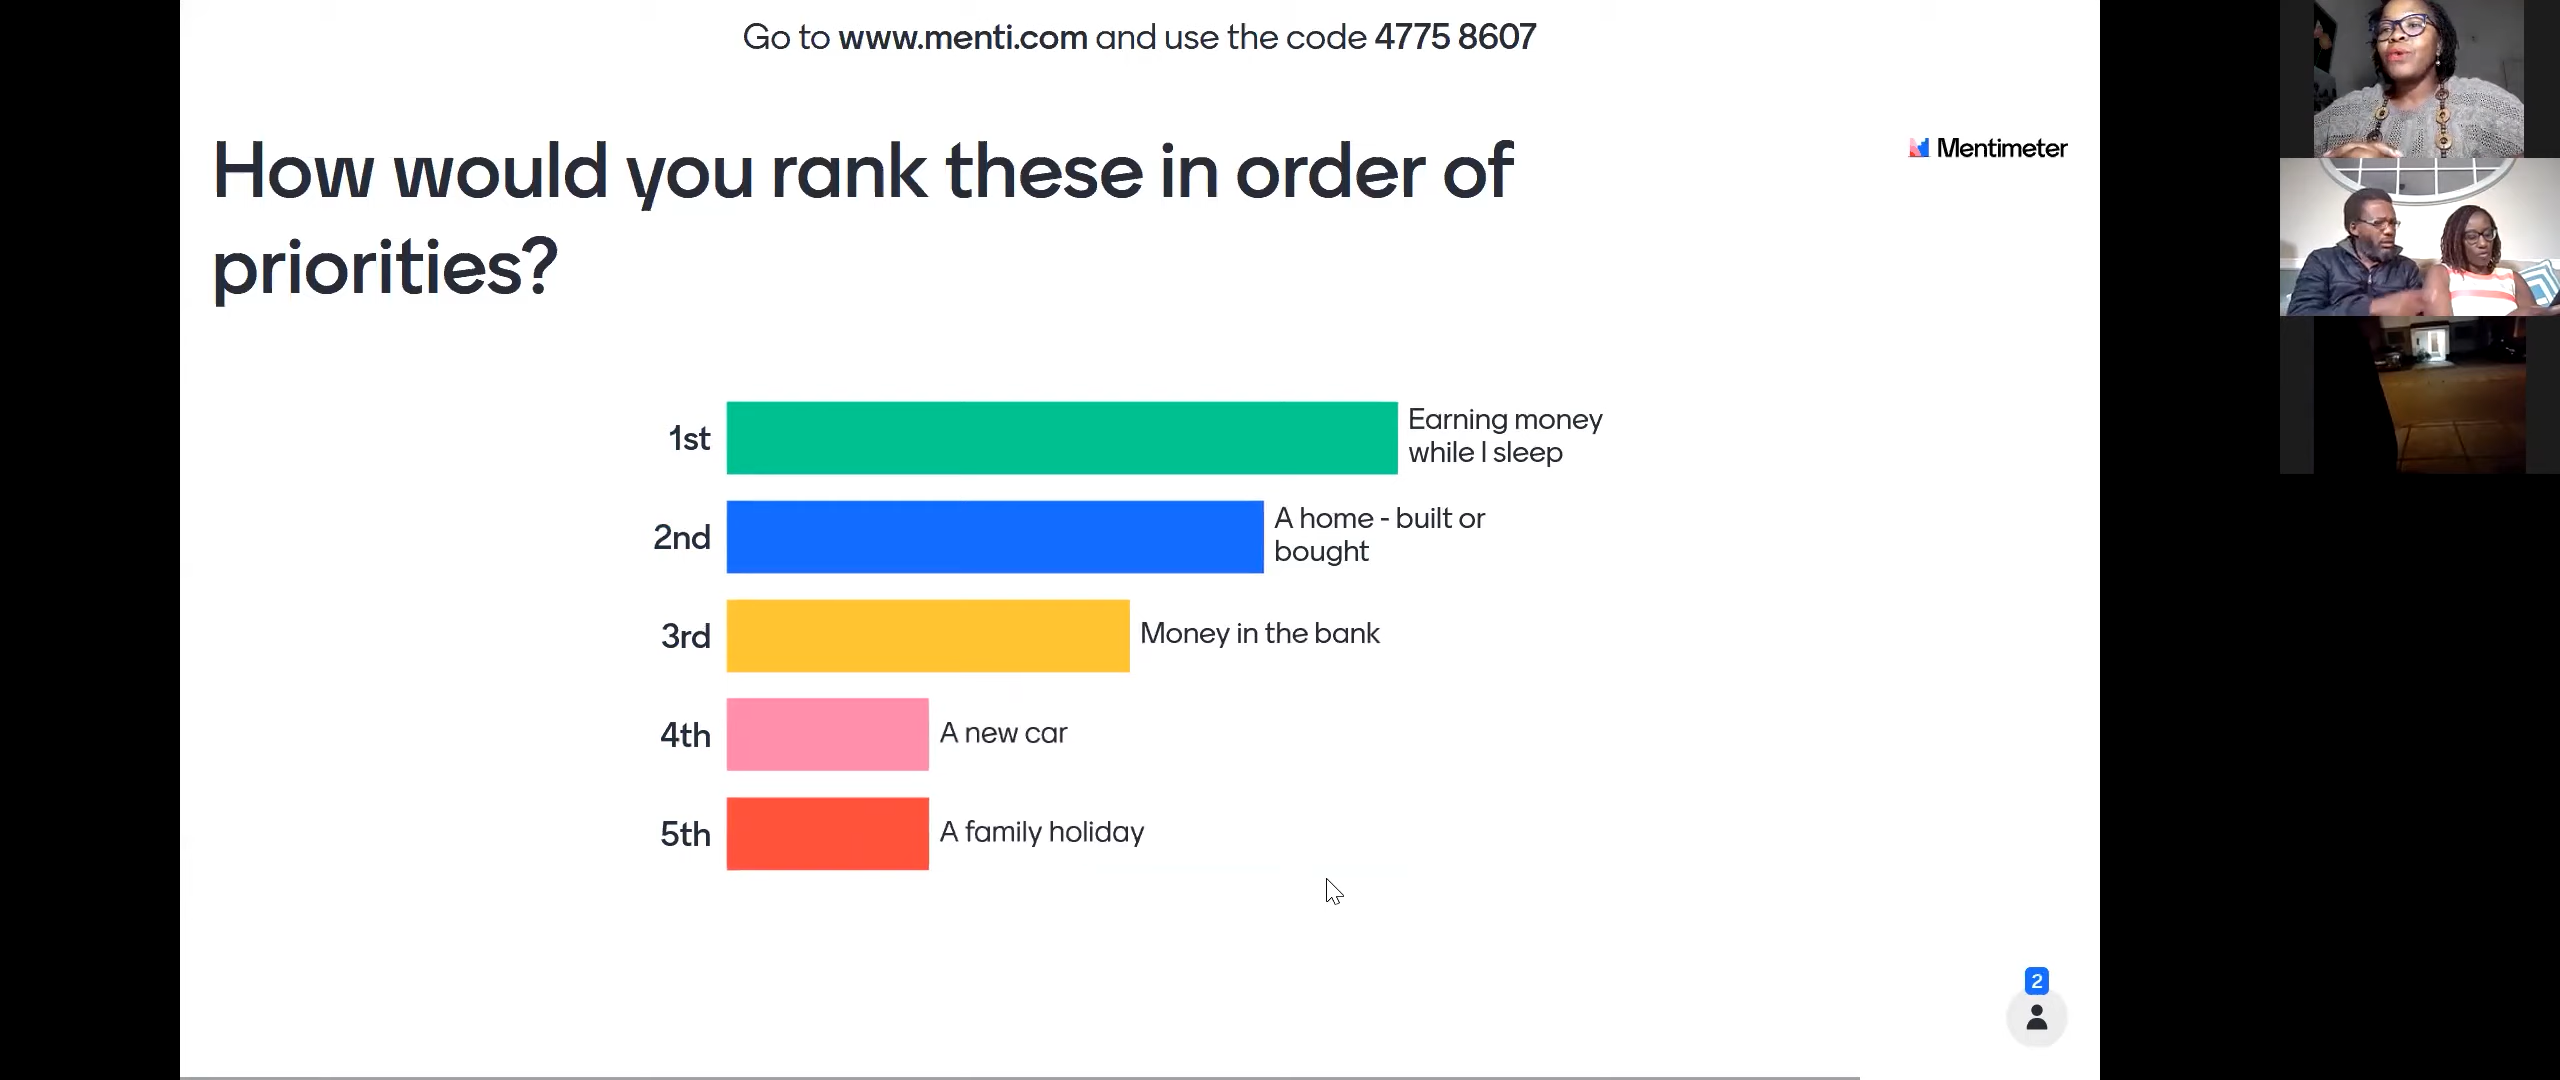 Go to www.menti.com and use the code 4775 8607
How would you rank these in order of
priorities?
Mentimeter
1st
Earning money
while I sleep
2nd
A home - built or
bought
3rd
Money in the bank
4th
A new car
5th
A family holiday
2